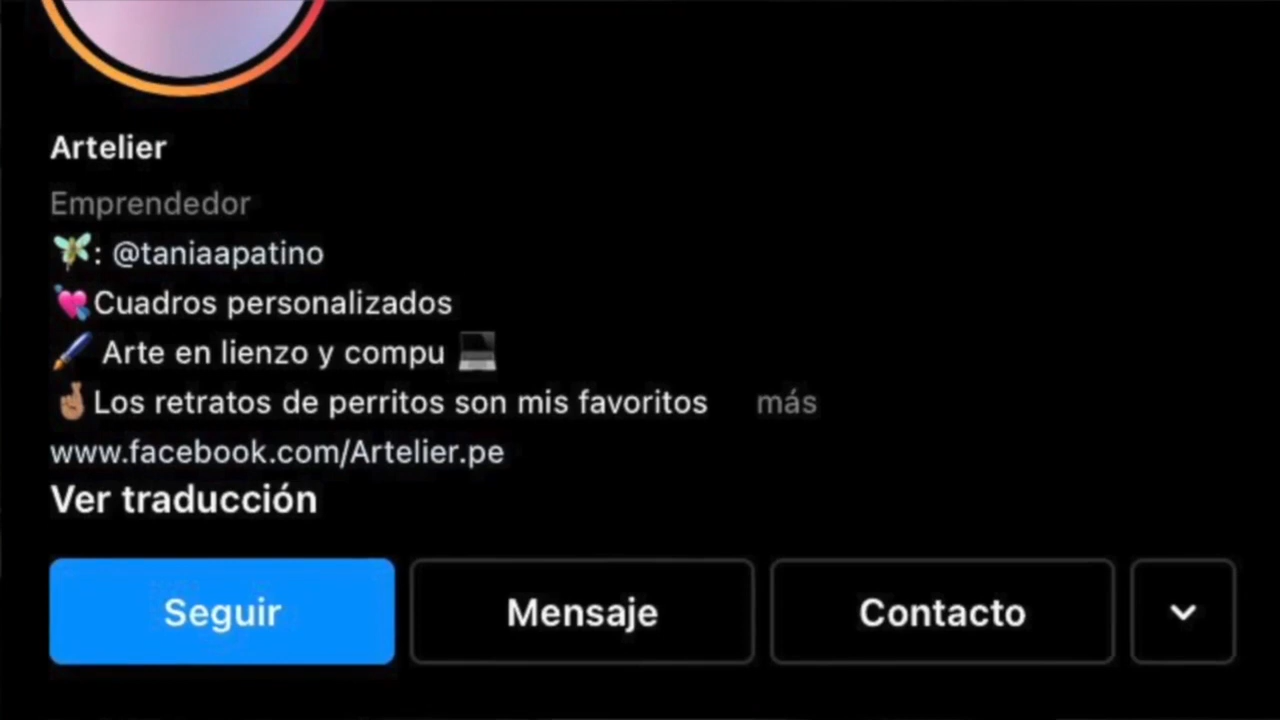 Artelier
Emprendedor
🧚: @taniaapatino
💘Cuadros personalizados
🖌️ Arte en lienzo y compu 💻
🤞🏽Los retratos de perritos son mis favoritos más
www.facebook.com/Artelier.pe
Ver traducción
Seguir Mensaje Contacto